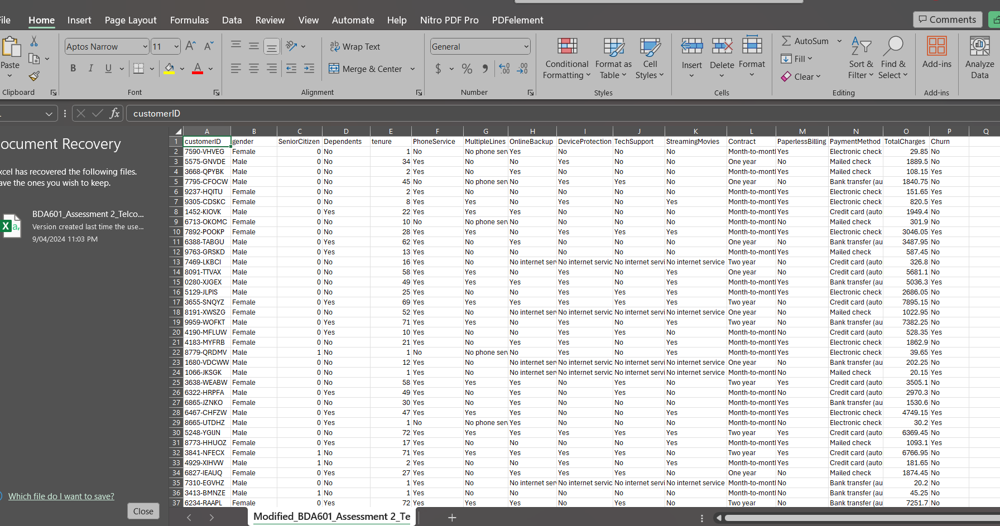 File Home Insert Page Layout Formulas Data Review View Automate Help Nitro PDF Pro PDFelement Comments
Paste
Clipboard
Aptos Narrow 11
B I U
Font
Wrap Text
Merge & Center
Alignment
General
$ %
Number
Conditional Formatting
Format as Table
Cell Styles
Styles
Insert Delete Format
Cells
AutoSum
Fill
Clear
Sort & Filter
Find & Select
Editing
Add-ins
Add-ins
Analyze Data
fx customerID
ocument Recovery
xcel has recovered the following files.
ave the ones you wish to keep.
BDA601_Assessment 2_Telco...
Version created last time the use...
9/04/2024 11:03 PM
Which file do I want to save?
Close
A B C D E F G H I J K L M N O P Q
1 customerID gender SeniorCitizen Dependents tenure PhoneService MultipleLines OnlineBackup DeviceProtection TechSupport StreamingMovies Contract PaperlessBilling PaymentMethod TotalCharges Churn
2 7590-VHVEG Female 0 No 1 No No phone serv Yes No No No Month-to-mont Yes Electronic check 29.85 No
3 5575-GNVDE Male 0 No 34 Yes No No Yes No No One year No Mailed check 1889.5 No
4 3668-QPYBK Male 0 No 2 Yes No Yes No No No Month-to-mont Yes Mailed check 108.15 Yes
5 7795-CFOCW Male 0 No 45 No No phone serv No Yes Yes No One year No Bank transfer (au 1840.75 No
6 9237-HQITU Female 0 No 2 Yes No No No No No Month-to-mont Yes Electronic check 151.65 Yes
7 9305-CDSKC Female 0 No 8 Yes Yes No Yes No Yes Month-to-mont Yes Electronic check 820.5 Yes
8 1452-KIOVK Male 0 Yes 22 Yes Yes Yes No No No Month-to-mont Yes Credit card (auto 1949.4 No
9 6713-OKOMC Female 0 No 10 No No phone serv No No No No Month-to-mont No Mailed check 301.9 No
10 7892-POOKP Female 0 No 28 Yes Yes No Yes Yes Yes Month-to-mont Yes Electronic check 3046.05 Yes
11 6388-TABGU Male 0 Yes 62 Yes No Yes No No No One year No Bank transfer (au 3487.95 No
12 9763-GRSKD Male 0 Yes 13 Yes No No No No No Month-to-mont Yes Mailed check 587.45 No
13 7469-LKBCI Male 0 No 16 Yes No No internet serv No internet servic No internet servi No internet service Two year No Credit card (auto 326.8 No
14 8091-TTVAX Male 0 No 58 Yes Yes No Yes No Yes One year No Credit card (auto 5681.1 No
15 0280-XJGEX Male 0 No 49 Yes Yes Yes Yes No Yes Month-to-mont Yes Bank transfer (au 5036.3 Yes
16 5129-JLPIS Male 0 No 25 Yes No No Yes Yes Yes Month-to-mont Yes Electronic check 2686.05 No
17 3655-SNQYZ Female 0 Yes 69 Yes Yes Yes Yes Yes Yes Two year No Credit card (auto 7895.15 No
18 8191-XWSZG Female 0 No 52 Yes No No internet serv No internet servic No internet servi No internet service One year No Mailed check 1022.95 No
19 9959-WOFKT Male 0 Yes 71 Yes Yes No Yes No Yes Two year No Bank transfer (au 7382.25 No
20 4190-MFLUW Female 0 Yes 10 Yes No No Yes Yes No Month-to-mont No Credit card (auto 528.35 Yes
21 4183-MYFRB Female 0 No 21 Yes No Yes Yes No Yes Month-to-mont Yes Electronic check 1862.9 No
22 8779-QRDMV Male 1 No 1 No No phone serv No Yes No Yes Month-to-mont Yes Electronic check 39.65 Yes
23 1680-VDCWW Male 0 No 12 Yes No No internet serv No internet servic No internet servi No internet service One year No Bank transfer (au 202.25 No
24 1066-JKSGK Male 0 No 1 Yes No No internet serv No internet servic No internet servi No internet service Month-to-mont No Mailed check 20.15 Yes
25 3638-WEABW Female 0 No 58 Yes Yes Yes No Yes No Two year Yes Credit card (auto 3505.1 No
26 6322-HRPFA Male 0 Yes 49 Yes No Yes No No No Month-to-mont No Credit card (auto 2970.3 No
27 6865-JZNKO Female 0 No 30 Yes No Yes No No No Month-to-mont Yes Bank transfer (au 1530.6 No
28 6467-CHFZW Male 0 Yes 47 Yes Yes Yes No No Yes Month-to-mont Yes Electronic check 4749.15 Yes
29 8665-UTDHZ Male 0 Yes 1 No No phone serv Yes No No No Month-to-mont No Electronic check 30.2 Yes
30 5248-YGIJN Male 0 No 72 Yes Yes Yes Yes Yes Yes Two year Yes Credit card (auto 6369.45 No
31 8773-HHUOZ Female 0 Yes 17 Yes No No No No Yes Month-to-mont Yes Mailed check 1093.1 Yes
32 3841-NFECX Female 1 No 71 Yes Yes Yes Yes Yes No Two year Yes Credit card (auto 6766.95 No
33 4929-XIHVW Male 1 No 2 Yes No No Yes No Yes Month-to-mont Yes Credit card (auto 181.65 No
34 6827-IEAUQ Female 0 Yes 27 Yes No Yes Yes Yes No One year No Mailed check 1874.45 No
35 7310-EGVHZ Male 0 No 1 Yes No No internet serv No internet servic No internet servi No internet service Month-to-mont No Bank transfer (au 20.2 No
36 3413-BMNZE Male 1 No 1 Yes No No No No No Month-to-mont No Bank transfer (au 45.25 No
37 6234-RAAPL Female 0 Yes 72 Yes Yes Yes No Yes No Two year No Bank transfer (au 7251.7 No
Modified_BDA601_Assessment 2_Te